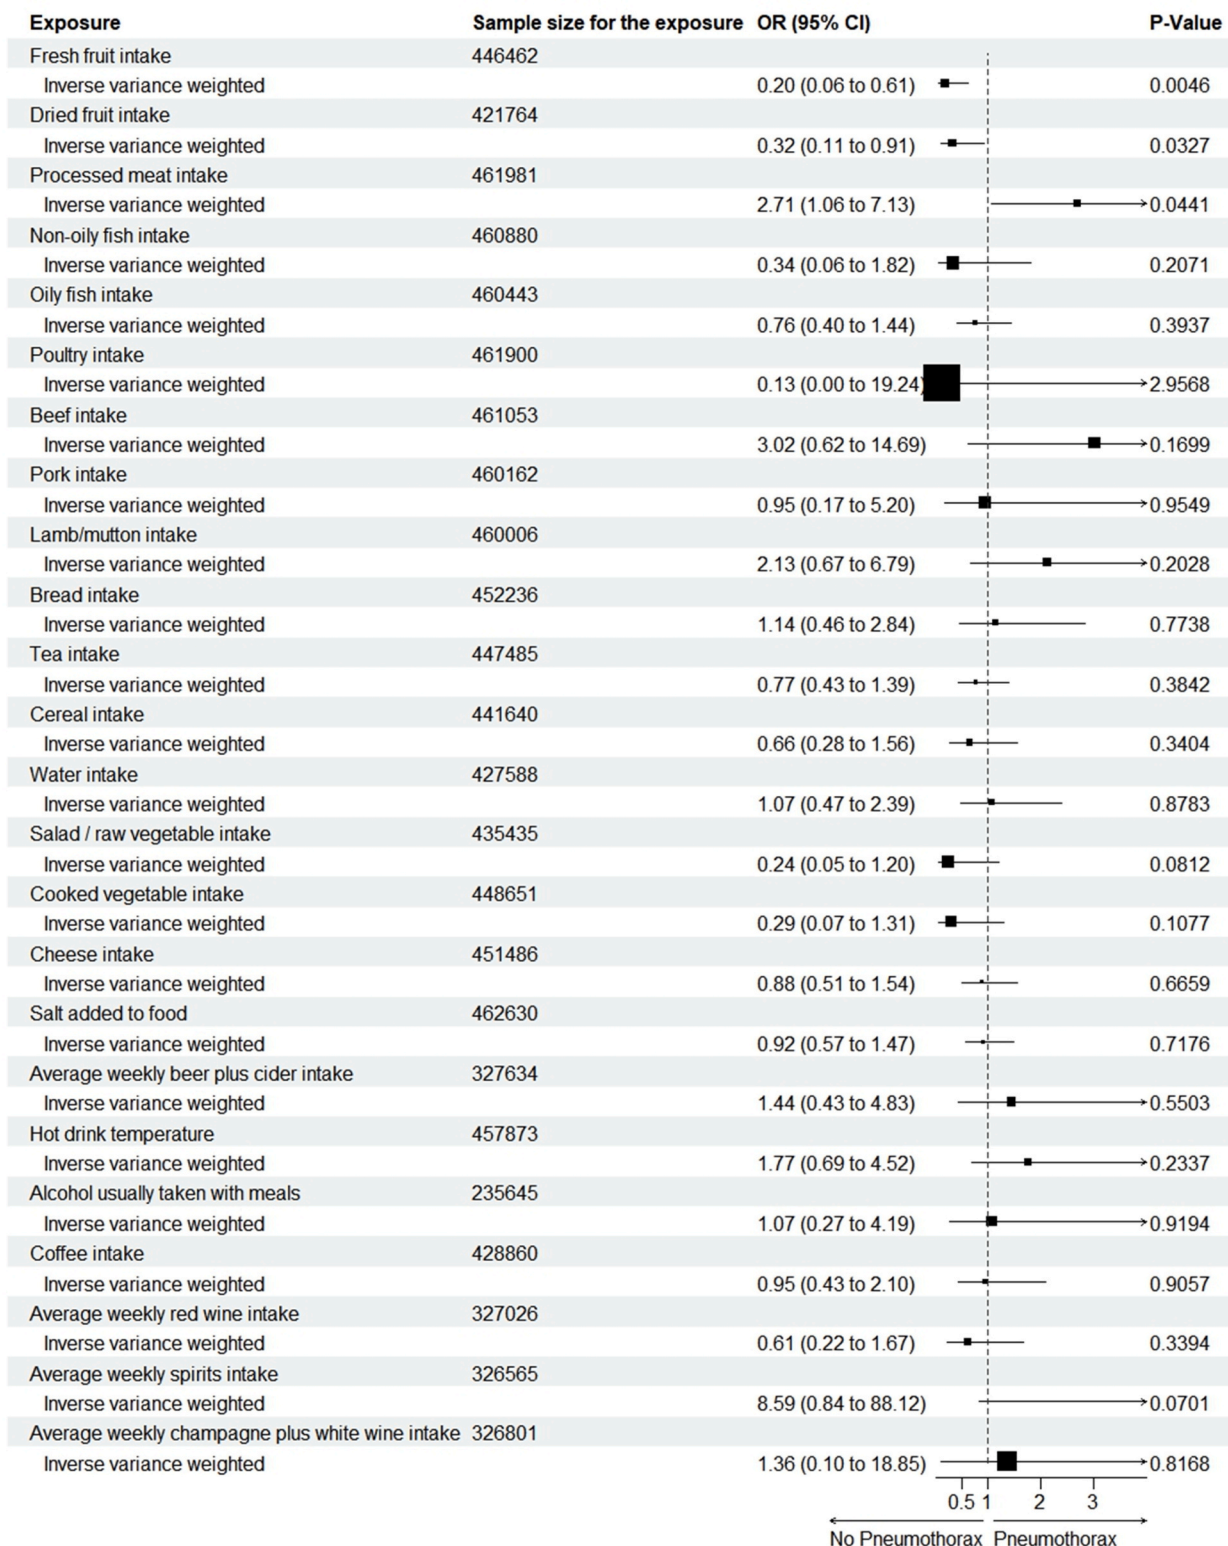 Exposure Sample size for the exposure OR (95% CI) P-Value
Fresh fruit intake 446462
Inverse variance weighted 0.20 (0.06 to 0.61) 0.0046
Dried fruit intake 421764
Inverse variance weighted 0.32 (0.11 to 0.91) 0.0327
Processed meat intake 461981
Inverse variance weighted 2.71 (1.06 to 7.13) 0.0441
Non-oily fish intake 460880
Inverse variance weighted 0.34 (0.06 to 1.82) 0.2071
Oily fish intake 460443
Inverse variance weighted 0.76 (0.40 to 1.44) 0.3937
Poultry intake 461900
Inverse variance weighted 0.13 (0.00 to 19.24) 2.9568
Beef intake 461053
Inverse variance weighted 3.02 (0.62 to 14.69) 0.1699
Pork intake 460162
Inverse variance weighted 0.95 (0.17 to 5.20) 0.9549
Lamb/mutton intake 460006
Inverse variance weighted 2.13 (0.67 to 6.79) 0.2028
Bread intake 452236
Inverse variance weighted 1.14 (0.46 to 2.84) 0.7738
Tea intake 447485
Inverse variance weighted 0.77 (0.43 to 1.39) 0.3842
Cereal intake 441640
Inverse variance weighted 0.66 (0.28 to 1.56) 0.3404
Water intake 427588
Inverse variance weighted 1.07 (0.47 to 2.39) 0.8783
Salad / raw vegetable intake 435435
Inverse variance weighted 0.24 (0.05 to 1.20) 0.0812
Cooked vegetable intake 448651
Inverse variance weighted 0.29 (0.07 to 1.31) 0.1077
Cheese intake 451486
Inverse variance weighted 0.88 (0.51 to 1.54) 0.6659
Salt added to food 462630
Inverse variance weighted 0.92 (0.57 to 1.47) 0.7176
Average weekly beer plus cider intake 327634
Inverse variance weighted 1.44 (0.43 to 4.83) 0.5503
Hot drink temperature 457873
Inverse variance weighted 1.77 (0.69 to 4.52) 0.2337
Alcohol usually taken with meals 235645
Inverse variance weighted 1.07 (0.27 to 4.19) 0.9194
Coffee intake 428860
Inverse variance weighted 0.95 (0.43 to 2.10) 0.9057
Average weekly red wine intake 327026
Inverse variance weighted 0.61 (0.22 to 1.67) 0.3394
Average weekly spirits intake 326565
Inverse variance weighted 8.59 (0.84 to 88.12) 0.0701
Average weekly champagne plus white wine intake 326801
Inverse variance weighted 1.36 (0.10 to 18.85) 0.8168
0.5 1 2 3
No Pneumothorax Pneumothorax